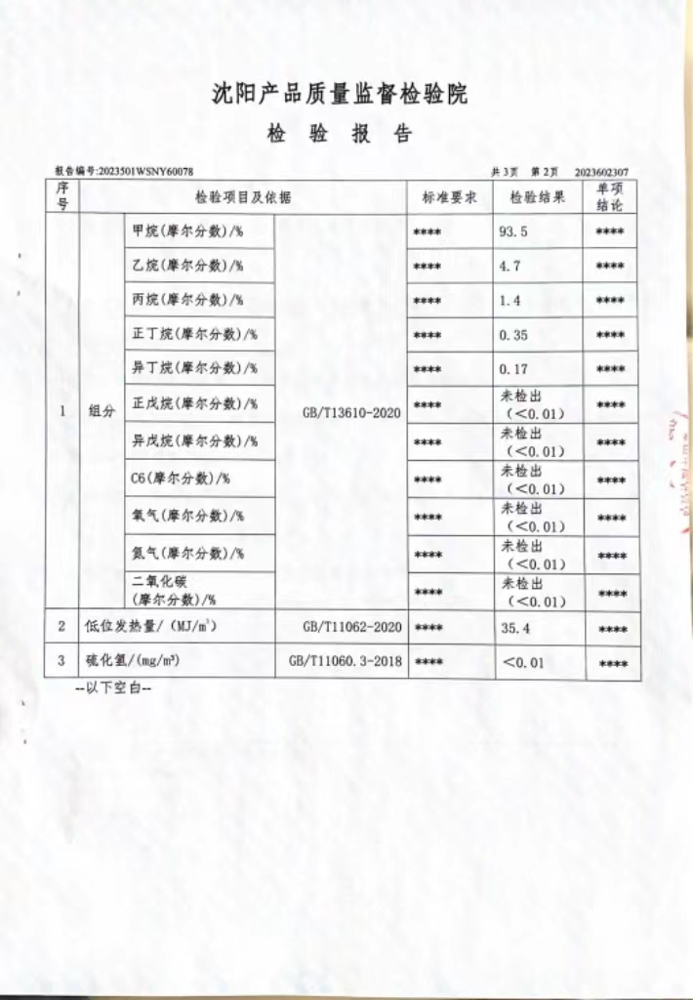 沈阳产品质量监督检验院
检 验 报 告
报告编号:2023501WSNY60078 共 3页 第 2页 2023602307
序号 检验项目及依据 标准要求 检验结果 单项结论
1 组分 GB/T13610-2020
甲烷(摩尔分数)/% **** 93.5 ****
乙烷(摩尔分数)/% **** 4.7 ****
丙烷(摩尔分数)/% **** 1.4 ****
正丁烷(摩尔分数)/% **** 0.35 ****
异丁烷(摩尔分数)/% **** 0.17 ****
正戊烷(摩尔分数)/% **** 未检出(<0.01) ****
异戊烷(摩尔分数)/% **** 未检出(<0.01) ****
C6(摩尔分数)/% **** 未检出(<0.01) ****
氧气(摩尔分数)/% **** 未检出(<0.01) ****
氮气(摩尔分数)/% **** 未检出(<0.01) ****
二氧化碳(摩尔分数)/% **** 未检出(<0.01) ****
2 低位发热量/(MJ/m³) GB/T11062-2020 **** 35.4 ****
3 硫化氢/(mg/m³) GB/T11060.3-2018 **** <0.01 ****
--以下空白--